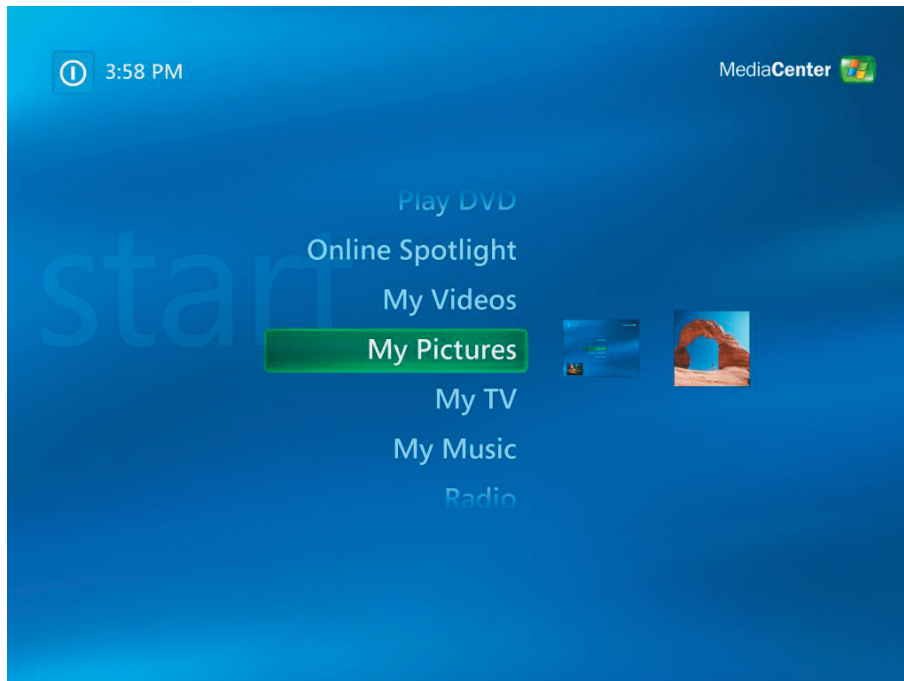 3:58 PM
MediaCenter
start
Play DVD
Online Spotlight
My Videos
My Pictures
My TV
My Music
Radio